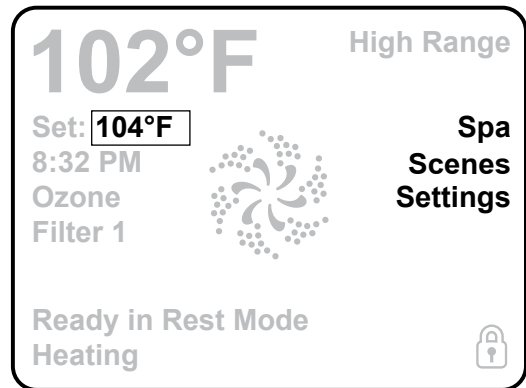 102°F
High Range
Set: 104°F
Spa
8:32 PM
Scenes
Ozone
Settings
Filter 1
Ready in Rest Mode
Heating